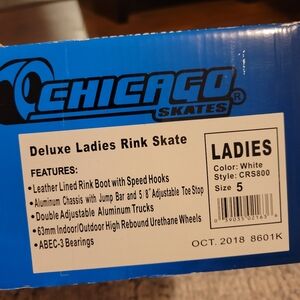 CHICAGO
SKATES®
Deluxe Ladies Rink Skate
FEATURES:
•Leather Lined Rink Boot with Speed Hooks
•Aluminum Chassis with Jump Bar and 5/8" Adjustable Toe Stop
•Double Adjustable Aluminum Trucks
•63mm Indoor/Outdoor High Rebound Urethane Wheels
•ABEC-3 Bearings
LADIES
Color: White
Style: CRS800
Size 5
OCT. 2018 8601K